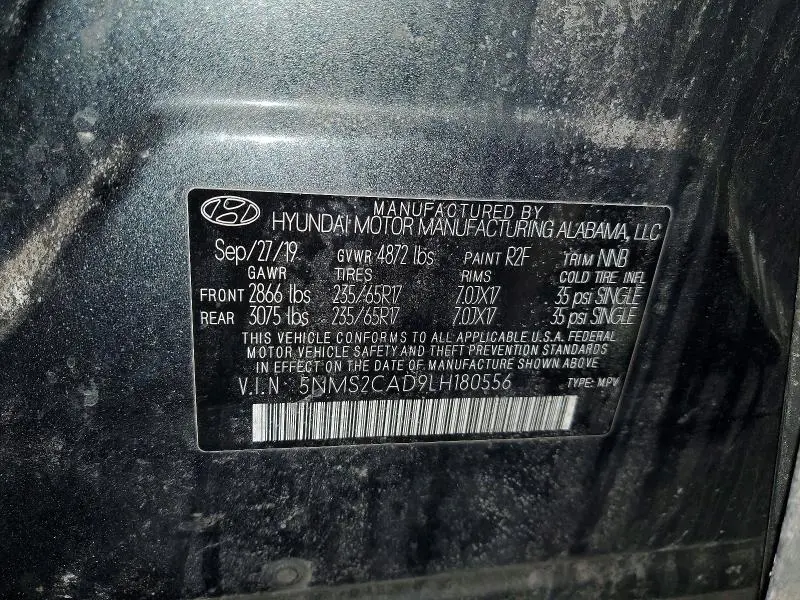 MANUFACTURED BY
HYUNDAI MOTOR MANUFACTURING ALABAMA, LLC
Sep/27/19 GVWR 4872 lbs PAINT R2F TRIM NNB
GAWR TIRES RIMS COLD TIRE INFL
FRONT 2866 lbs 235/65R17 7.0JX17 35 psi SINGLE
REAR 3075 lbs 235/65R17 7.0JX17 35 psi SINGLE
THIS VEHICLE CONFORMS TO ALL APPLICABLE U.S.A. FEDERAL
MOTOR VEHICLE SAFETY AND THEFT PREVENTION STANDARDS
IN EFFECT ON THE DATE OF MANUFACTURE SHOWN ABOVE.
V.I.N 5NMS2CAD9LH180556 TYPE: MPV